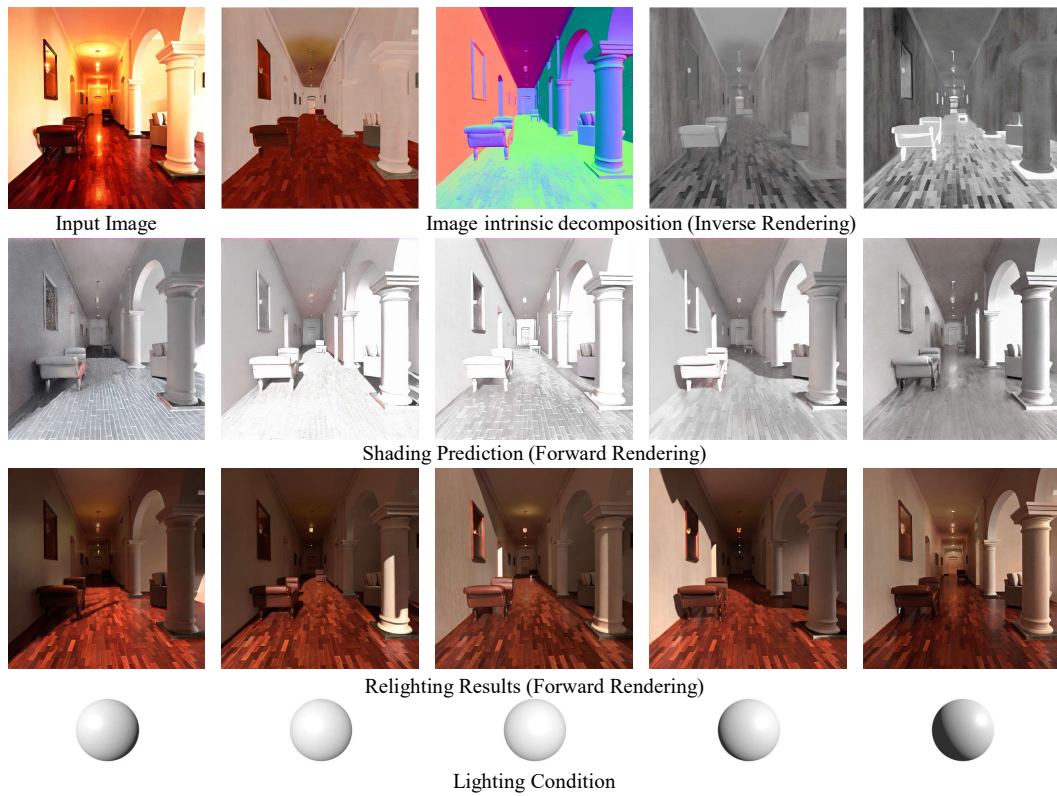 Input Image
Image intrinsic decomposition (Inverse Rendering)
Shading Prediction (Forward Rendering)
Relighting Results (Forward Rendering)
Lighting Condition